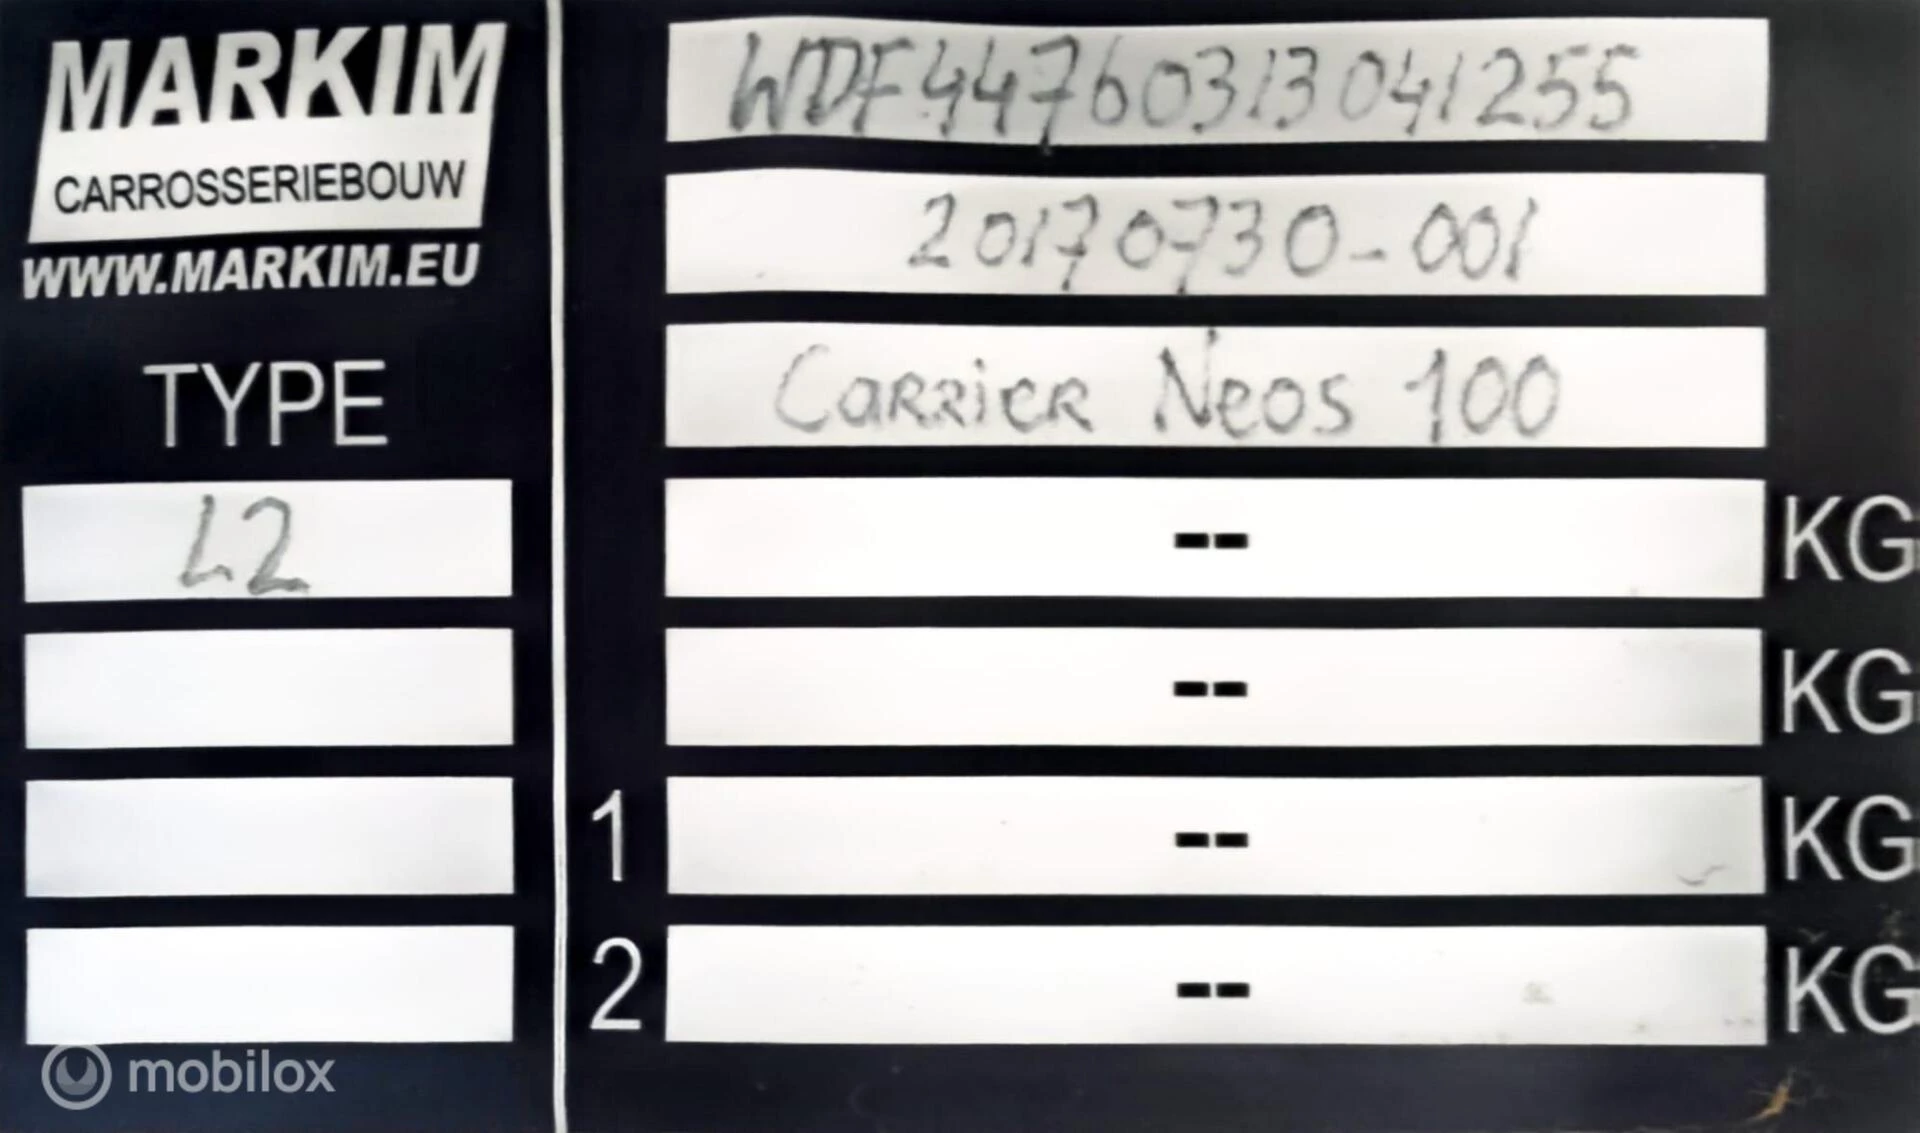 MARKIM
CARROSSERIEBOUW
WWW.MARKIM.EU
TYPE
L2
WDF44760313041255
20170730-001
Carrier Neos 100
-- KG
-- KG
1 -- KG
2 -- KG
mobilox